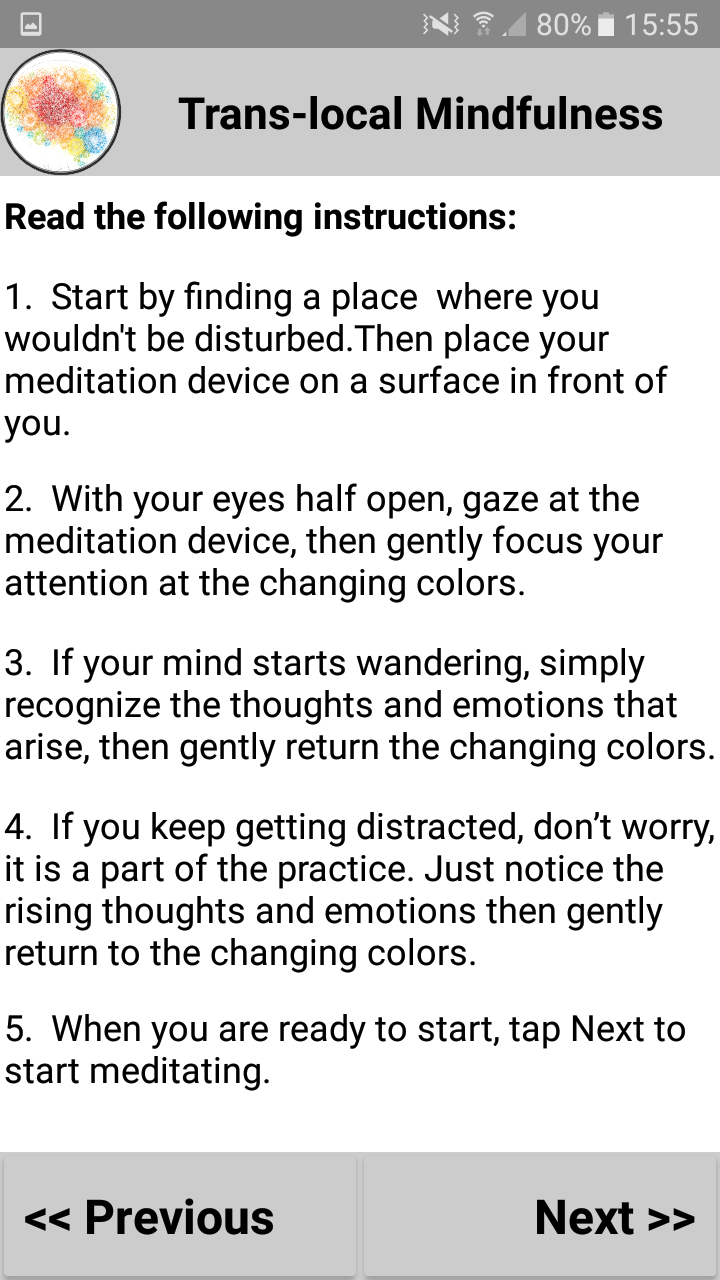 80% 15:55
Trans-local Mindfulness
Read the following instructions:
1.  Start by finding a place  where you
wouldn't be disturbed.Then place your
meditation device on a surface in front of
you.
2.  With your eyes half open, gaze at the
meditation device, then gently focus your
attention at the changing colors.
3.  If your mind starts wandering, simply
recognize the thoughts and emotions that
arise, then gently return the changing colors.
4.  If you keep getting distracted, don’t worry,
it is a part of the practice. Just notice the
rising thoughts and emotions then gently
return to the changing colors.
5.  When you are ready to start, tap Next to
start meditating.
<< Previous
Next >>